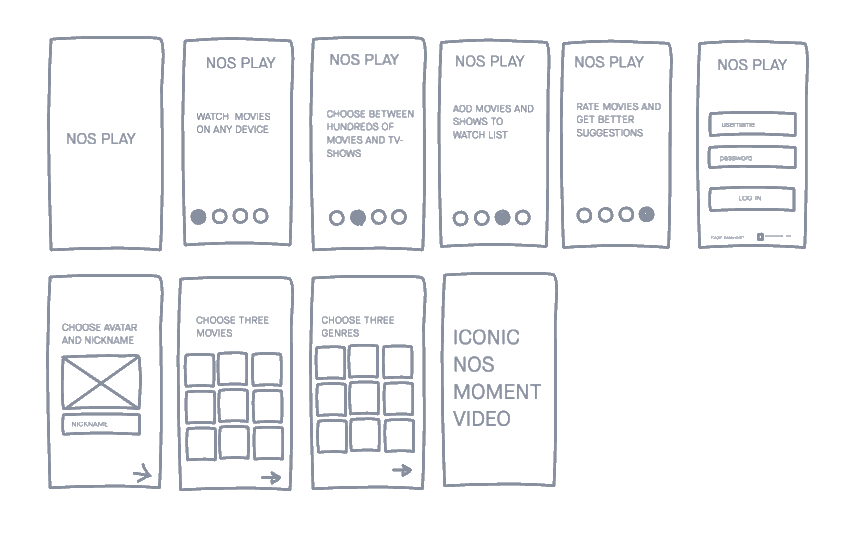 NOS PLAY
NOS PLAY
WATCH MOVIES
ON ANY DEVICE
NOS PLAY
CHOOSE BETWEEN
HUNDREDS OF
MOVIES AND TV-
SHOWS
NOS PLAY
ADD MOVIES AND
SHOWS TO
WATCH LIST
NOS PLAY
RATE MOVIES AND
GET BETTER
SUGGESTIONS
NOS PLAY
username
password
LOG IN
CHOOSE AVATAR
AND NICKNAME
NICKNAME
CHOOSE THREE
MOVIES
CHOOSE THREE
GENRES
ICONIC
NOS
MOMENT
VIDEO